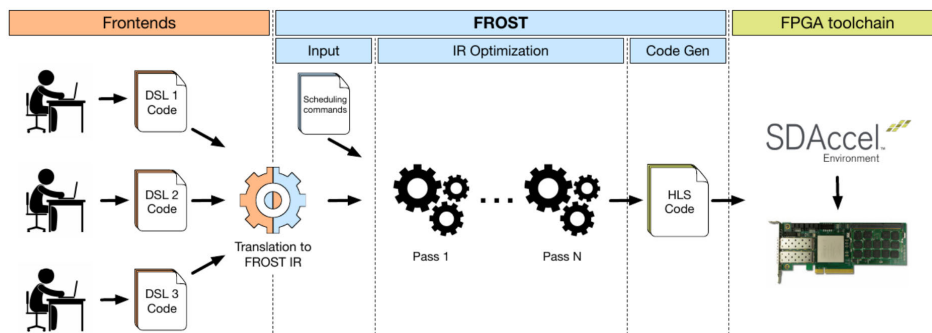 Frontends
FROST
FPGA toolchain
Input
IR Optimization
Code Gen
DSL 1
Code
Scheduling
commands
SDAccel™
Environment
DSL 2
Code
HLS
Code
Translation to
FROST IR
Pass 1
Pass N
DSL 3
Code